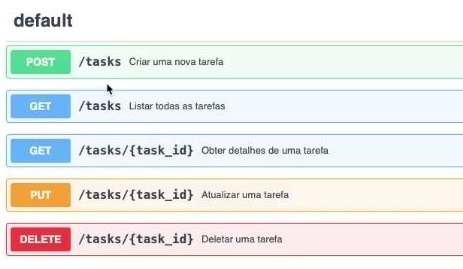 default
POST /tasks Criar uma nova tarefa
GET /tasks Listar todas as tarefas
GET /tasks/{task_id} Obter detalhes de uma tarefa
PUT /tasks/{task_id} Atualizar uma tarefa
DELETE /tasks/{task_id} Deletar uma tarefa